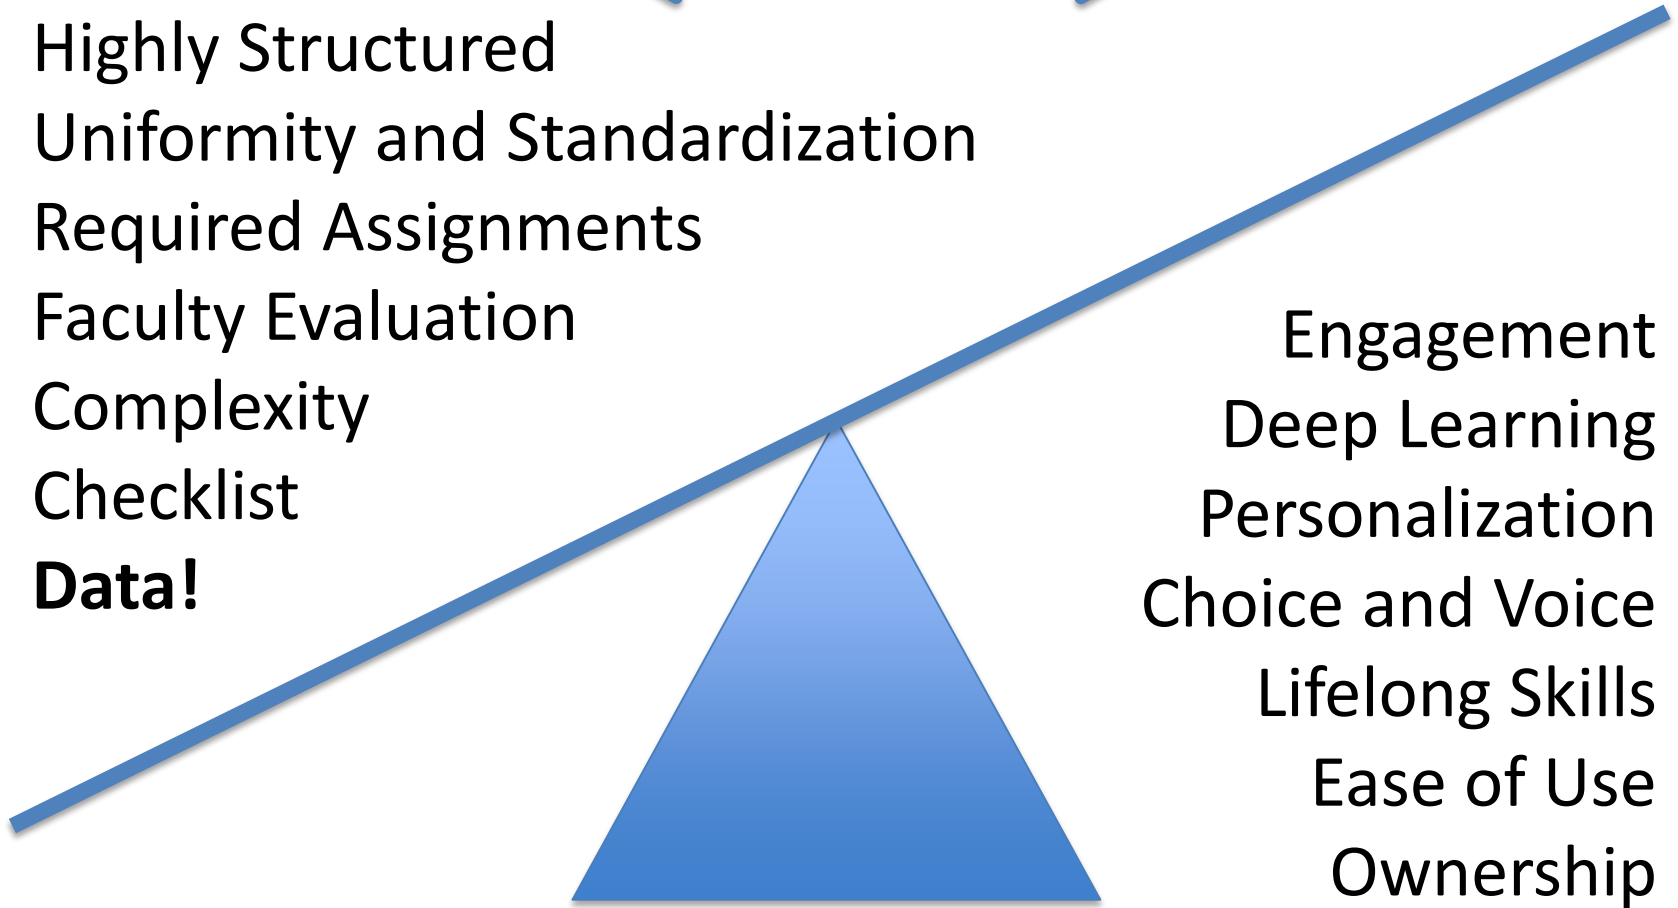 Highly Structured
Uniformity and Standardization
Required Assignments
Faculty Evaluation
Complexity
Checklist
Data!
Engagement
Deep Learning
Personalization
Choice and Voice
Lifelong Skills
Ease of Use
Ownership